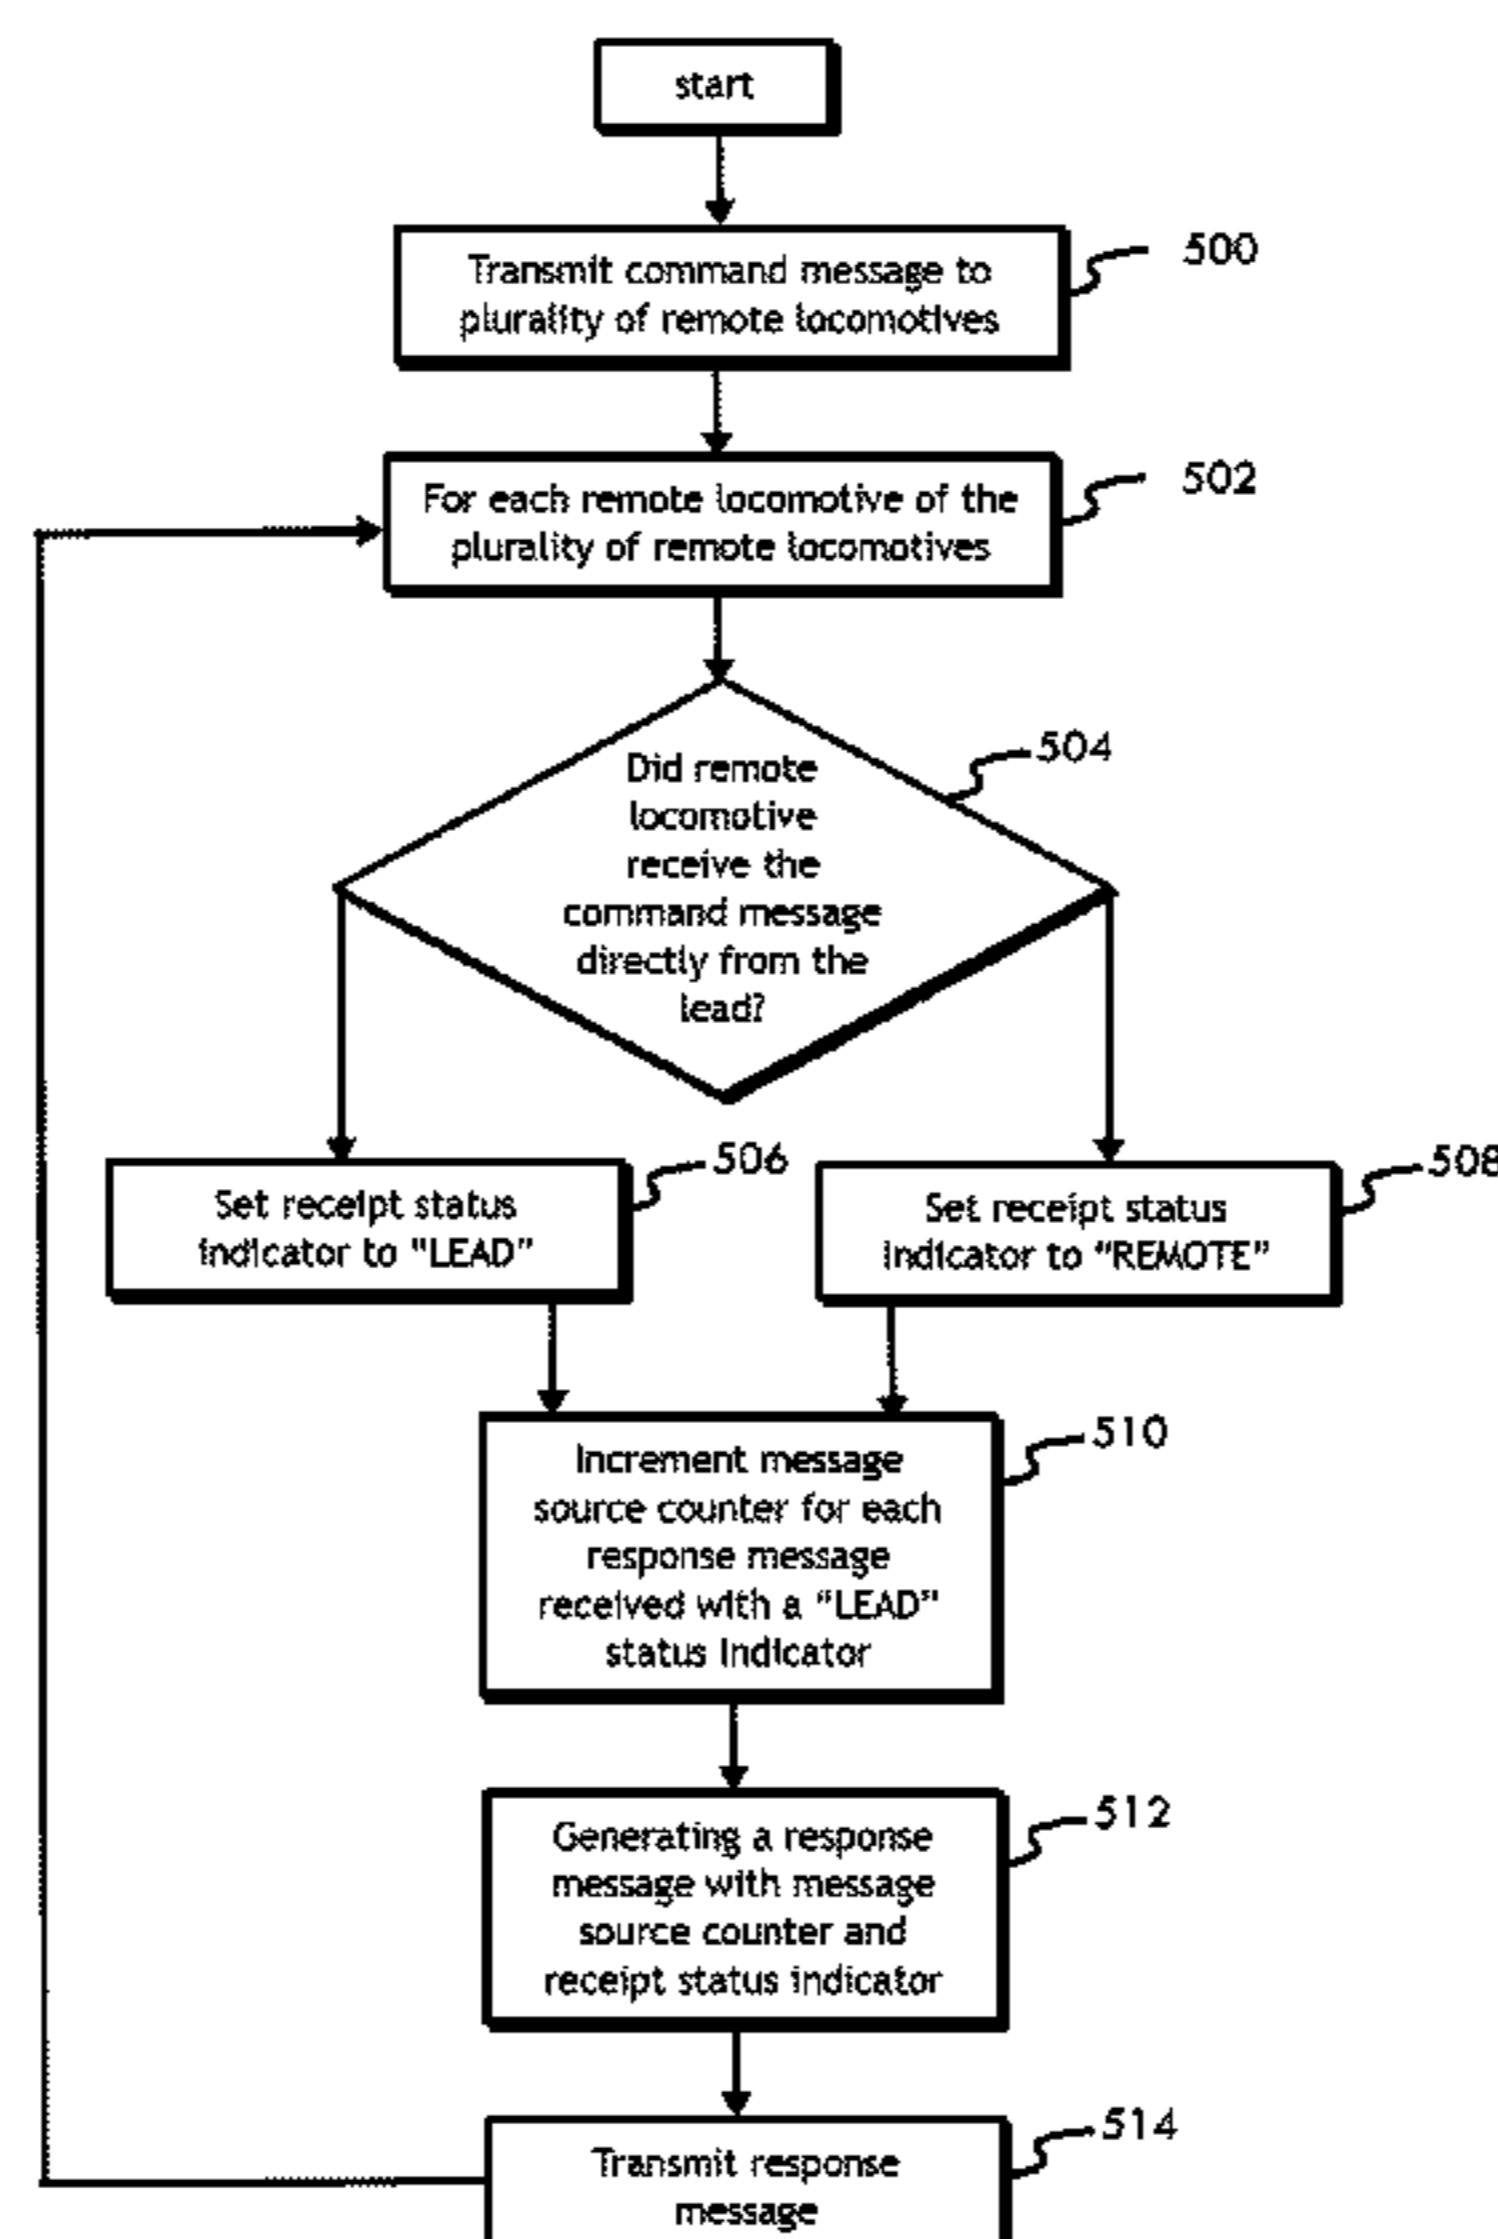 start
Transmit command message to
plurality of remote locomotives
500
For each remote locomotive of the
plurality of remote locomotives
502
Did remote
locomotive
receive the
command message
directly from the
lead?
504
Set receipt status
indicator to "LEAD"
506
Set receipt status
indicator to "REMOTE"
508
Increment message
source counter for each
response message
received with a "LEAD"
status indicator
510
Generating a response
message with message
source counter and
receipt status indicator
512
Transmit response
message
514